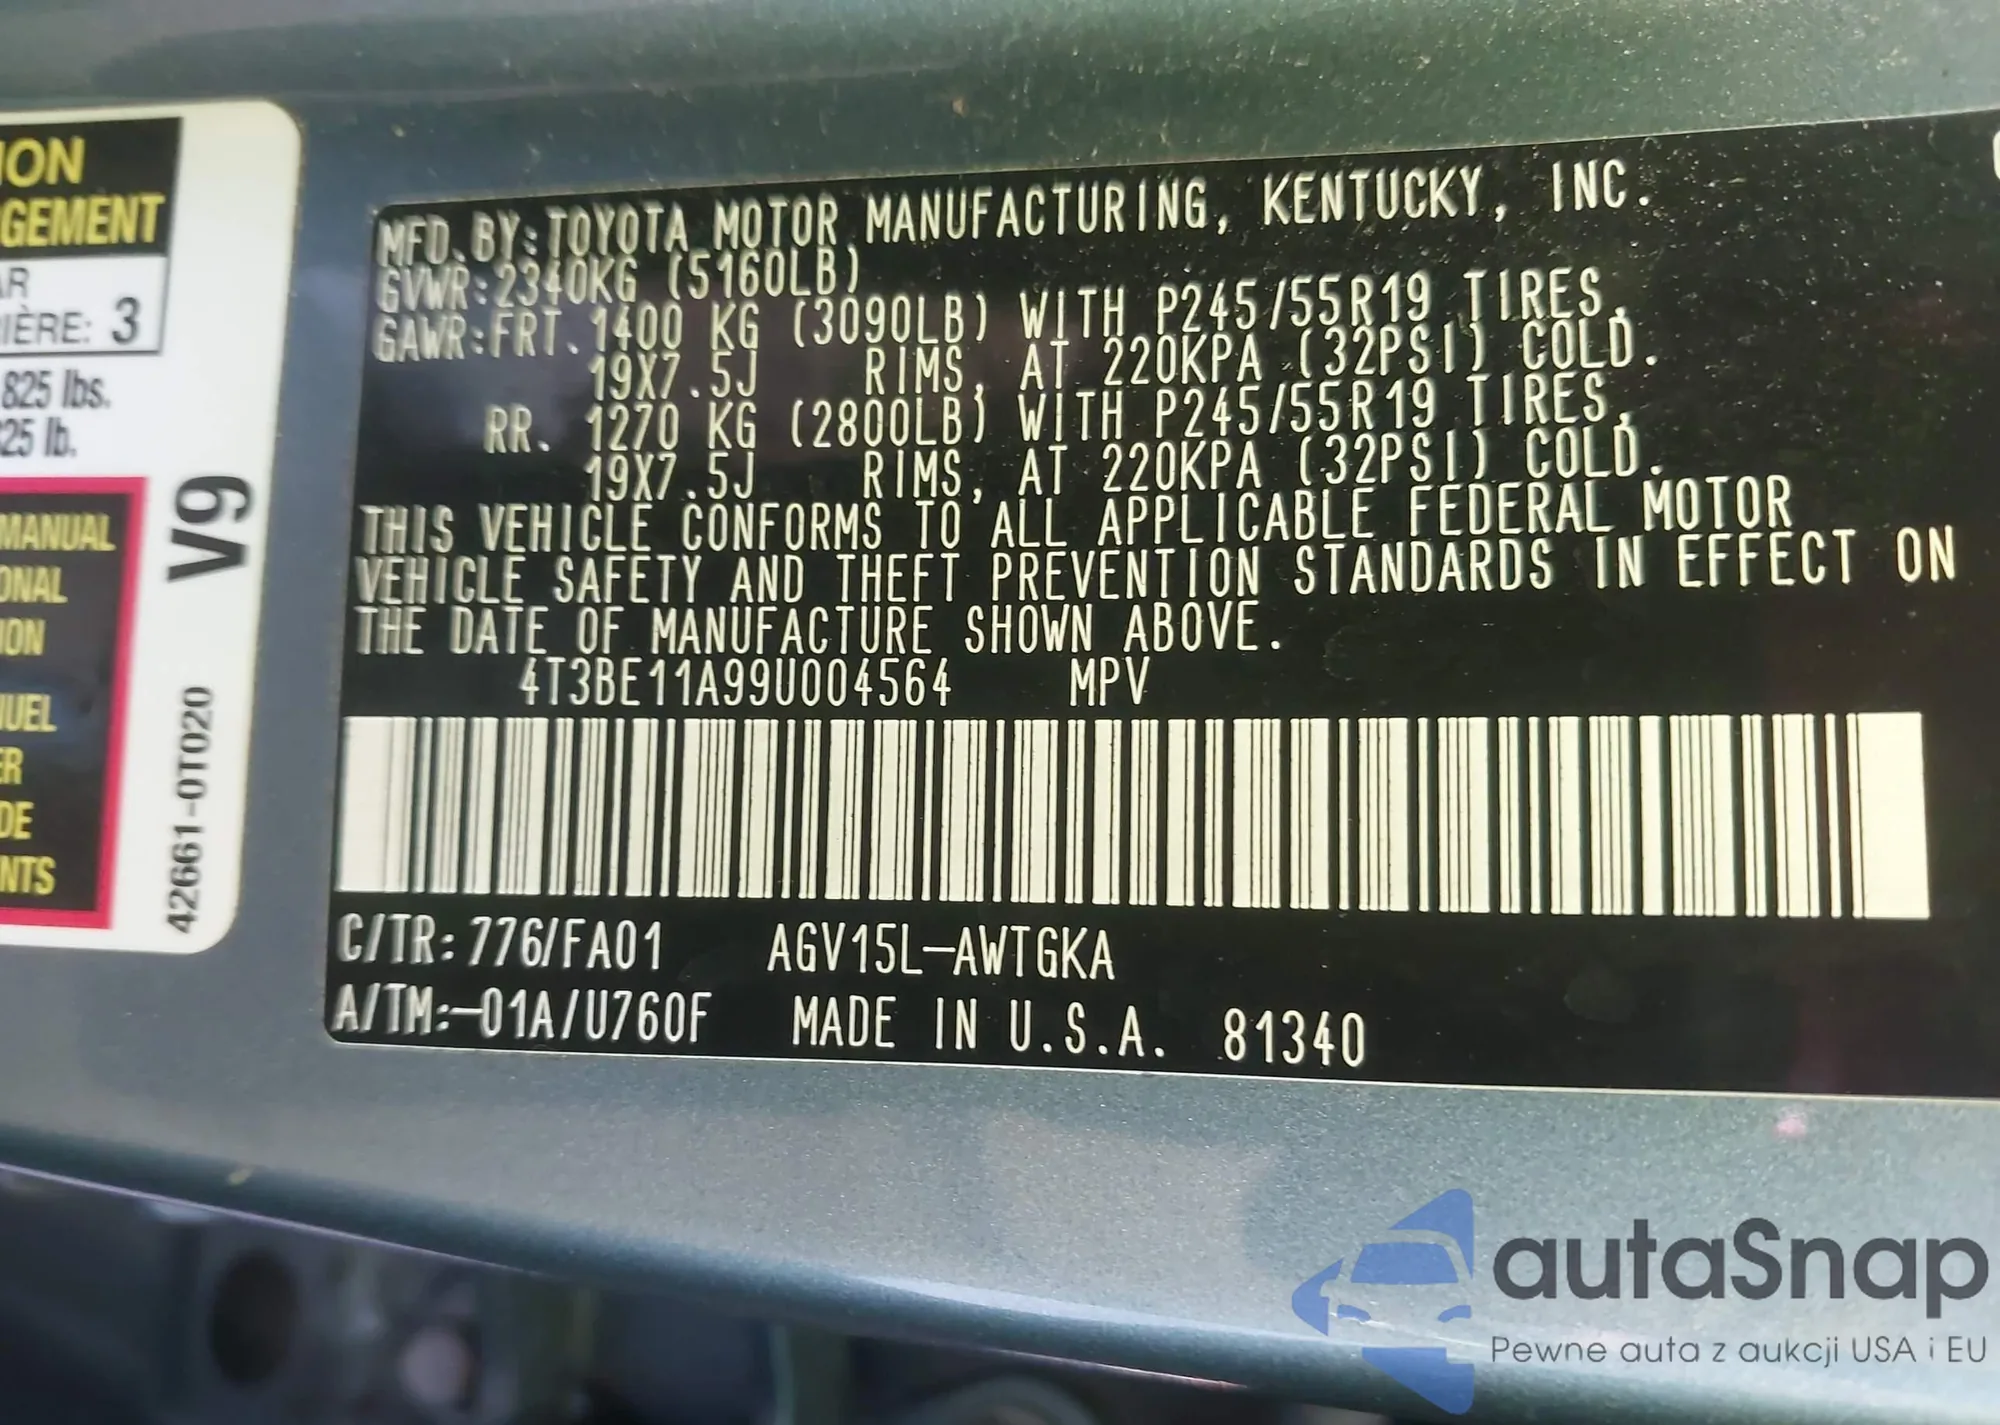 ION
GEMENT
AR
IÈRE: 3
825 lbs.
25 lb.
MANUAL
ONAL
ION
UEL
ER
DE
NTS
V9
42661-0T020
MFD. BY: TOYOTA MOTOR MANUFACTURING, KENTUCKY, INC.
GVWR: 2340KG (5160LB)
GAWR: FRT. 1400 KG (3090LB) WITH P245/55R19 TIRES,
19X7.5J RIMS, AT 220KPA (32PSI) COLD.
RR. 1270 KG (2800LB) WITH P245/55R19 TIRES,
19X7.5J RIMS, AT 220KPA (32PSI) COLD.
THIS VEHICLE CONFORMS TO ALL APPLICABLE FEDERAL MOTOR
VEHICLE SAFETY AND THEFT PREVENTION STANDARDS IN EFFECT ON
THE DATE OF MANUFACTURE SHOWN ABOVE.
4T3BE11A99U004564 MPV
C/TR: 776/FA01 AGV15L-AWTGKA
A/TM:-01A/U760F MADE IN U.S.A. 81340
autaSnap
Pewne auta z aukcji USA i EU